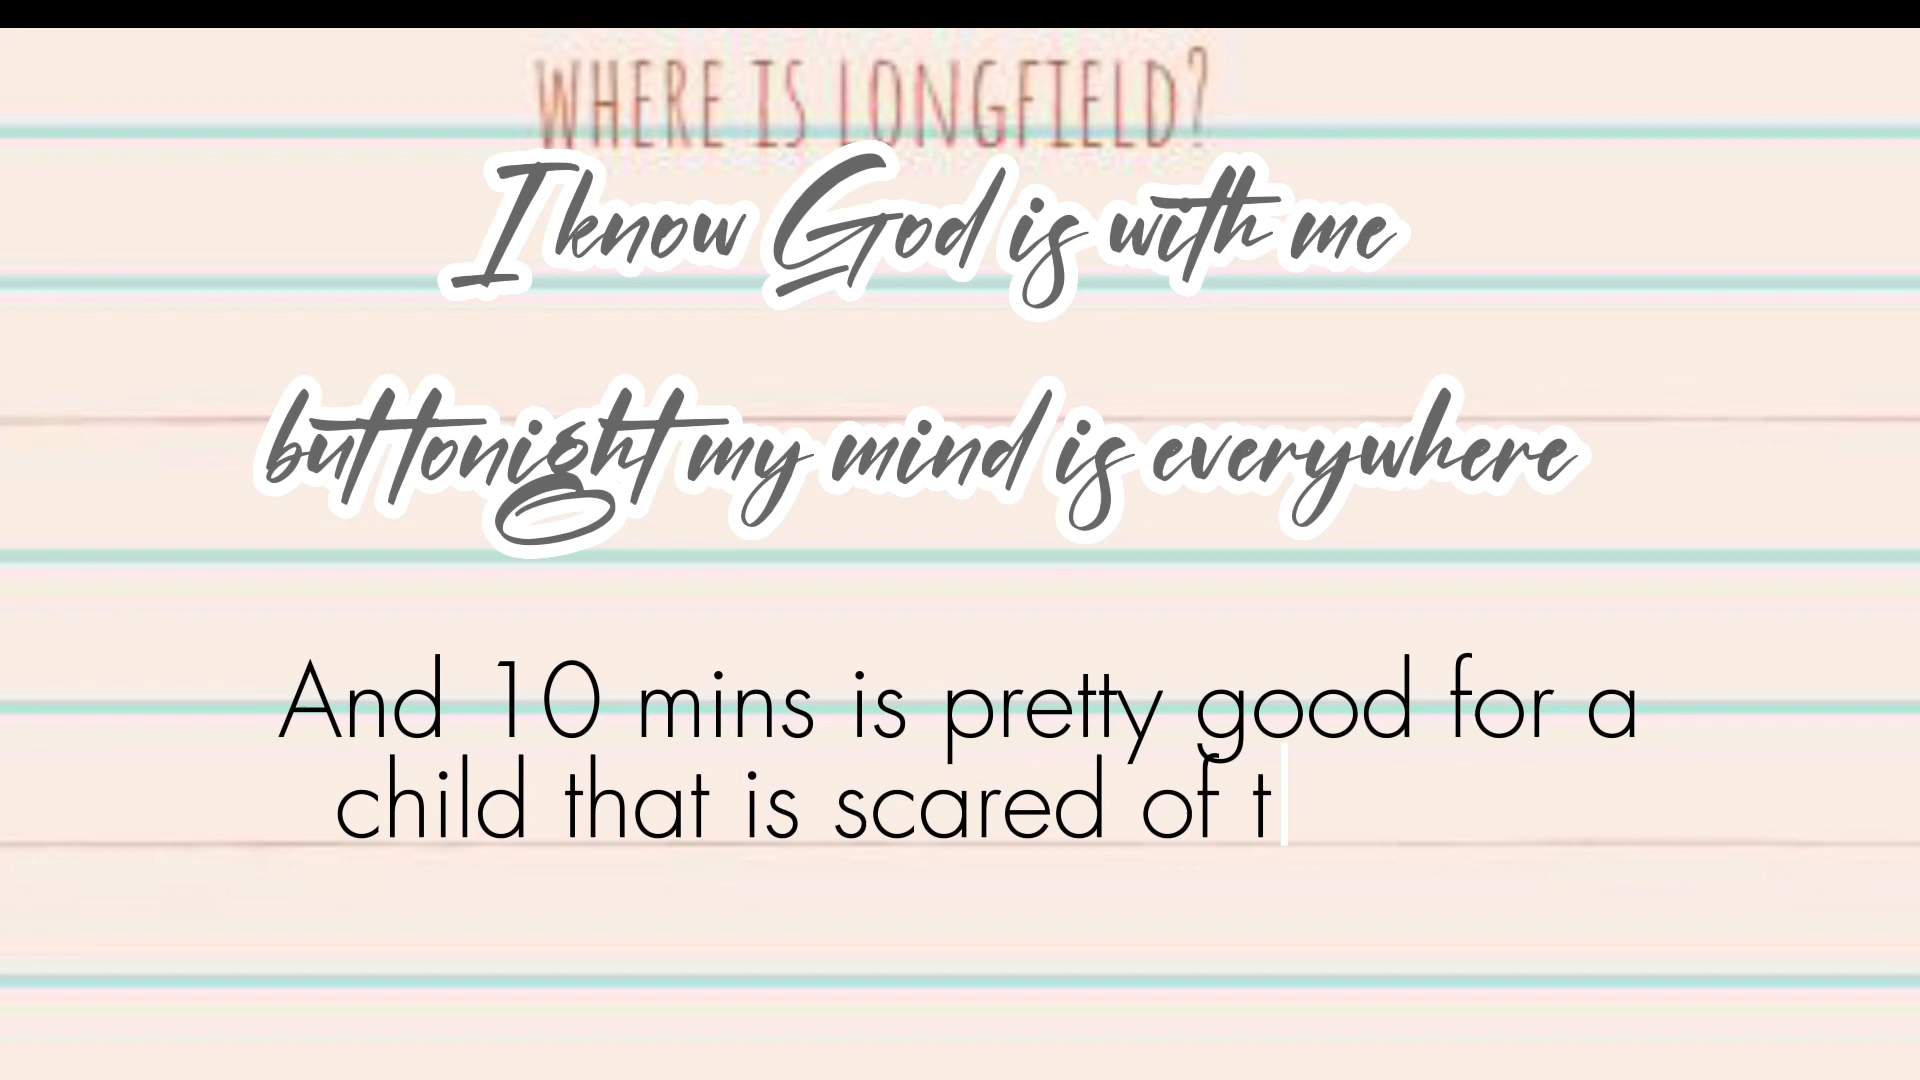 WHERE IS LONGFIELD?
I know God is with me
but tonight my mind is everywhere
And 10 mins is pretty good for a
child that is scared of t